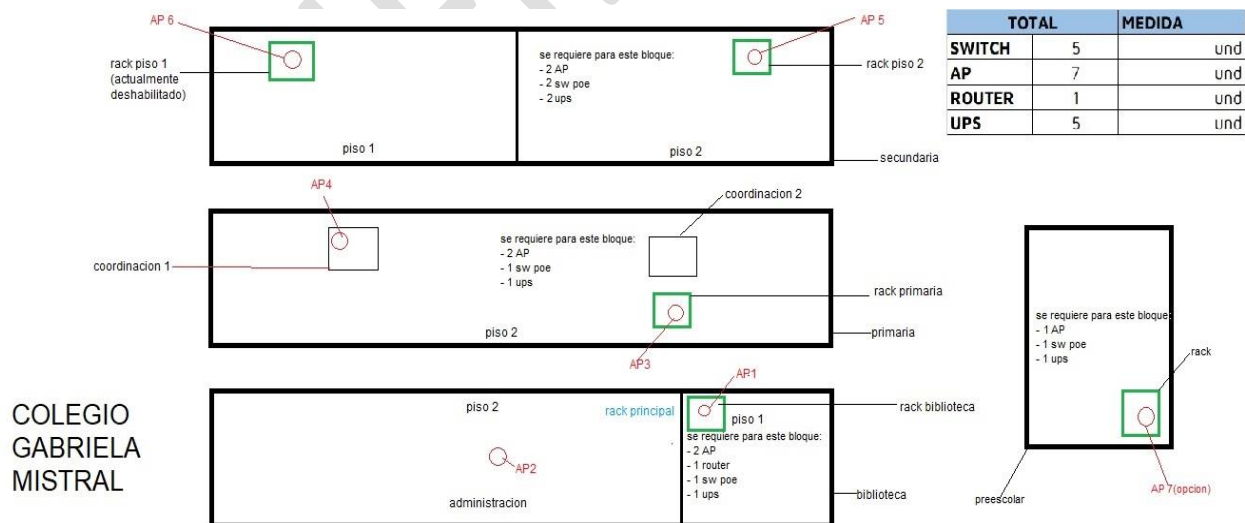 AP 6
AP 5
rack piso 1
(actualmente
deshabilitado)
se requiere para este bloque:
- 2 AP
- 2 sw poe
- 2 ups
rack piso 2
piso 1
piso 2
secundaria
TOTAL MEDIDA
SWITCH 5 und
AP 7 und
ROUTER 1 und
UPS 5 und
AP4
coordinacion 2
coordinacion 1
se requiere para este bloque:
- 2 AP
- 1 sw poe
- 1 ups
rack primaria
piso 2
primaria
AP3
se requiere para este bloque:
- 1 AP
- 1 sw poe
- 1 ups
rack
preescolar
AP 7(opcion)
COLEGIO
GABRIELA
MISTRAL
piso 2
rack principal
AP1
rack biblioteca
piso 1
se requiere para este bloque:
- 2 AP
- 1 router
- 1 sw poe
- 1 ups
AP2
administracion
biblioteca